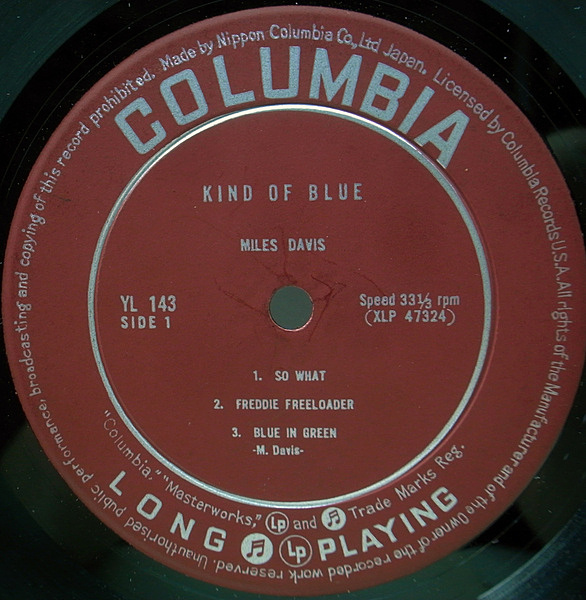 Made by Nippon Columbia Co., Ltd Japan. Licensed by Columbia Records U.S.A. All rights of the Manufacturer and of the Owner of the recorded work reserved. Unauthorised public performance, broadcasting and copying of this record prohibited.
COLUMBIA
KIND OF BLUE
MILES DAVIS
YL 143
SIDE 1
Speed 33⅓ rpm
(XLP 47324)
1. SO WHAT
2. FREDDIE FREELOADER
3. BLUE IN GREEN
-M. Davis-
"Columbia," "Masterworks," Lp and Trade Marks Reg.
LONG Lp PLAYING